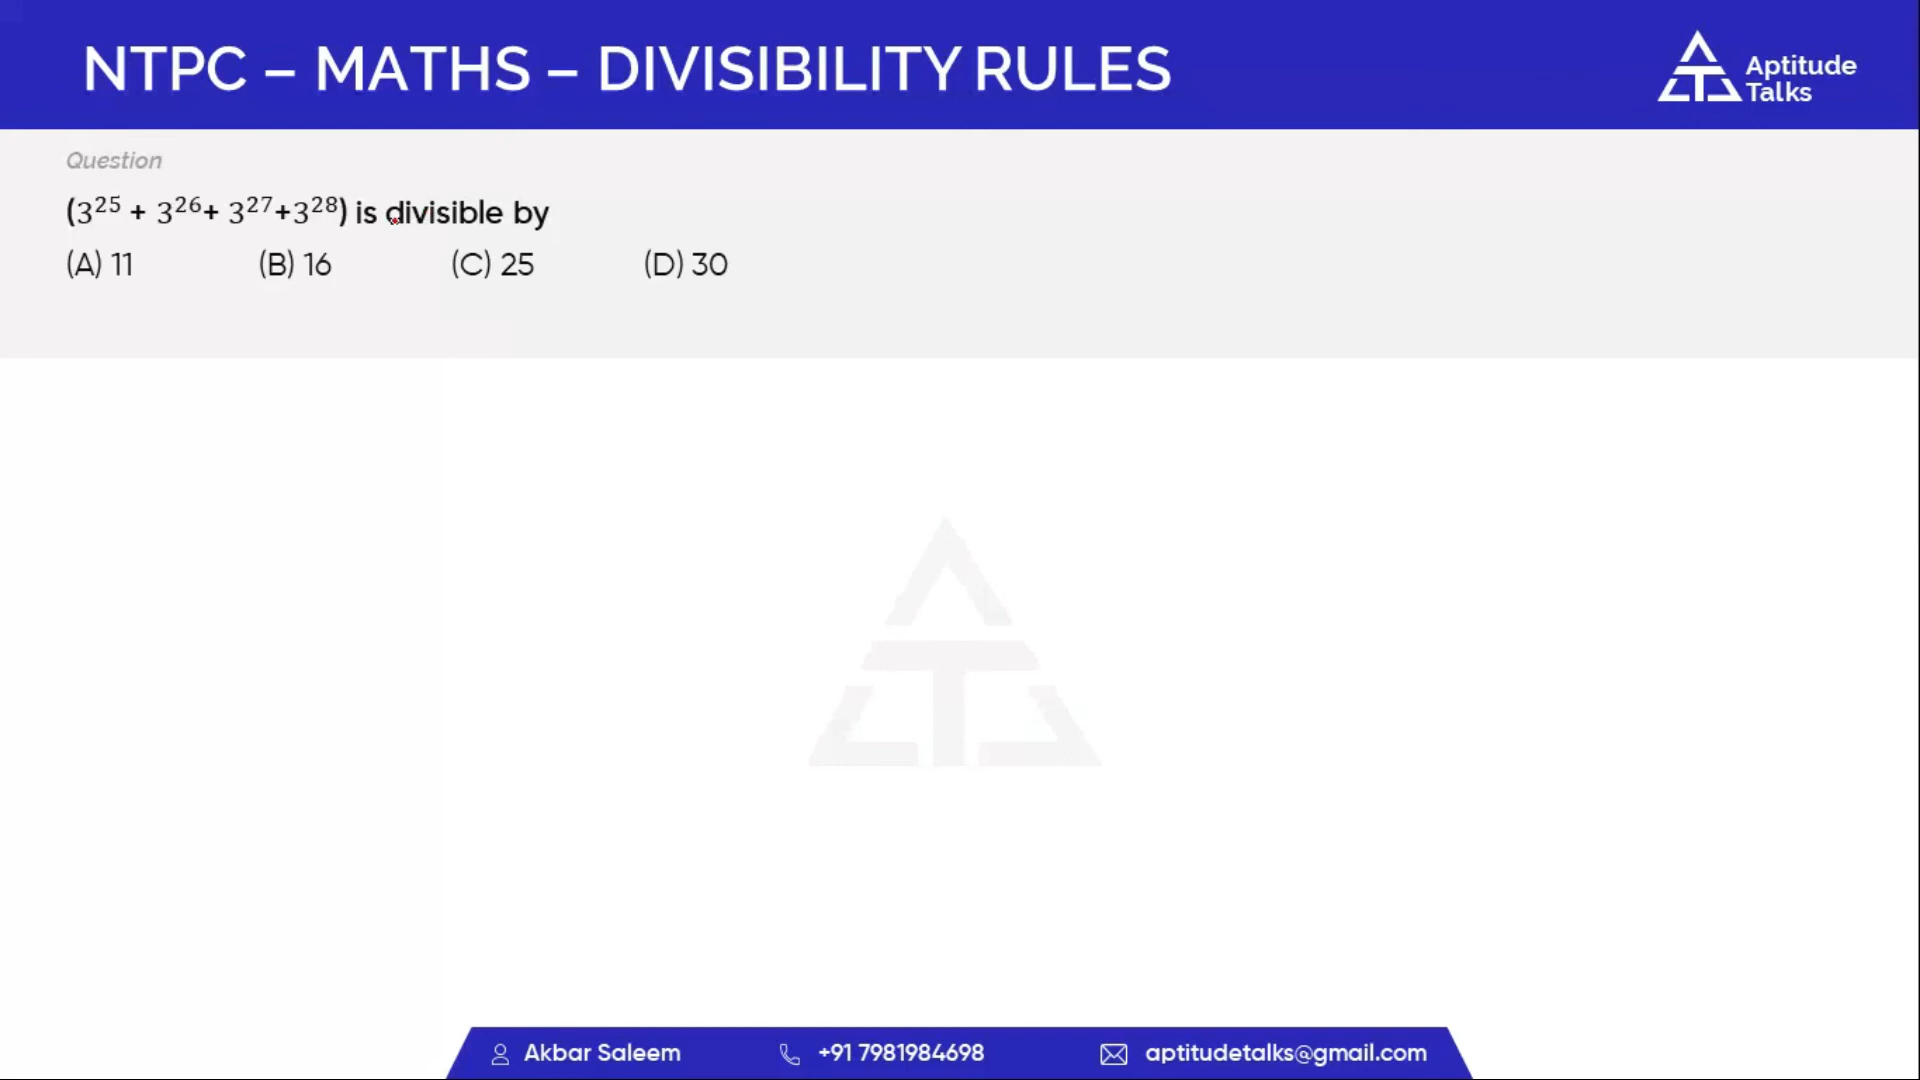 NTPC – MATHS – DIVISIBILITY RULES
Aptitude
Talks
Question
(3²⁵ + 3²⁶+ 3²⁷+3²⁸) is divisible by
(A) 11 (B) 16 (C) 25 (D) 30
Akbar Saleem +91 7981984698 aptitudetalks@gmail.com